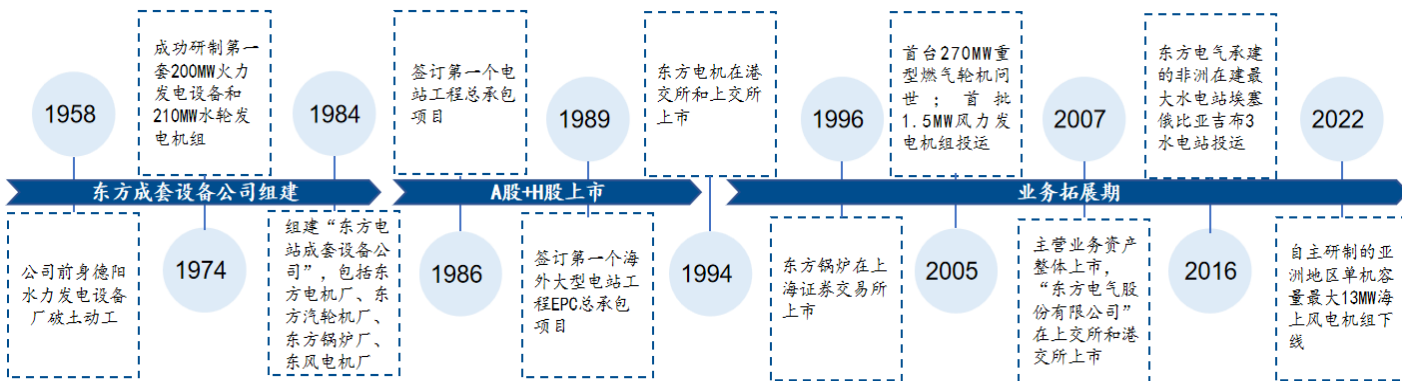 1958
公司前身德阳
水力发电设备
厂破土动工
成功研制第一
套200MW火力
发电设备和
210MW水轮发
电机组
1974
1984
组建“东方电
站成套设备公
司”，包括东
方电机厂、东
方汽轮机厂、
东方锅炉厂、
东风电机厂
东方成套设备公司组建
签订第一个电
站工程总承包
项目
1986
1989
签订第一个海
外大型电站工
程EPC总承包
项目
A股+H股上市
东方电机在港
交所和上交所
上市
1994
1996
东方锅炉在上
海证券交易所
上市
首台270MW重
型燃气轮机问
世；首批
1.5MW风力发
电机组投运
2005
2007
主营业务资产
整体上市，
“东方电气股
份有限公司”
在上交所和港
交所上市
业务拓展期
东方电气承建
的非洲在建最
大水电站埃塞
俄比亚吉布3
水电站投运
2016
2022
自主研制的亚
洲地区单机容
量最大13MW海
上风电机组下
线